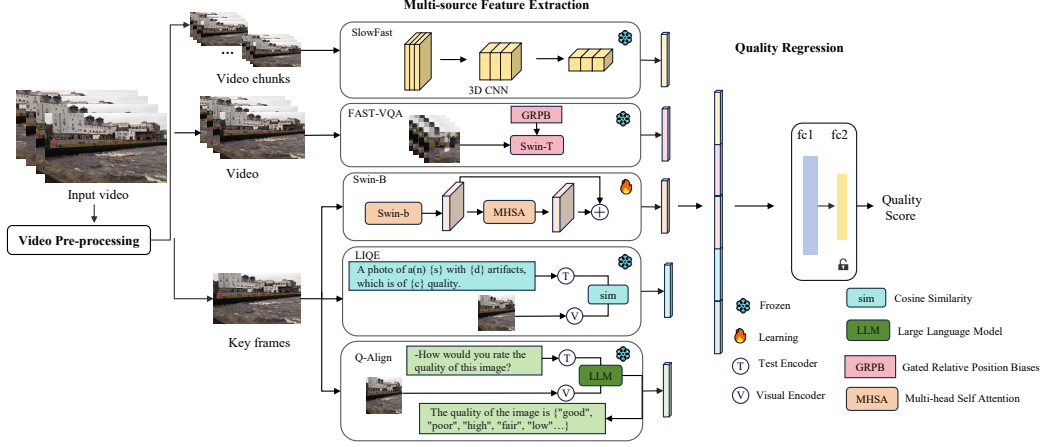 Multi-source Feature Extraction
SlowFast
3D CNN
...
Video chunks
FAST-VQA
GRPB
Swin-T
Video
Input video
Video Pre-processing
Swin-B
Swin-b
MHSA
LIQE
A photo of a(n) {s} with {d} artifacts,
which is of {c} quality.
T
V
sim
Key frames
Q-Align
-How would you rate the
quality of this image?
T
V
LLM
The quality of the image is {"good",
"poor", "high", "fair", "low"...}
Quality Regression
fc1 fc2
Quality
Score
Frozen
Learning
T Test Encoder
V Visual Encoder
sim Cosine Similarity
LLM Large Language Model
GRPB Gated Relative Position Biases
MHSA Multi-head Self Attention